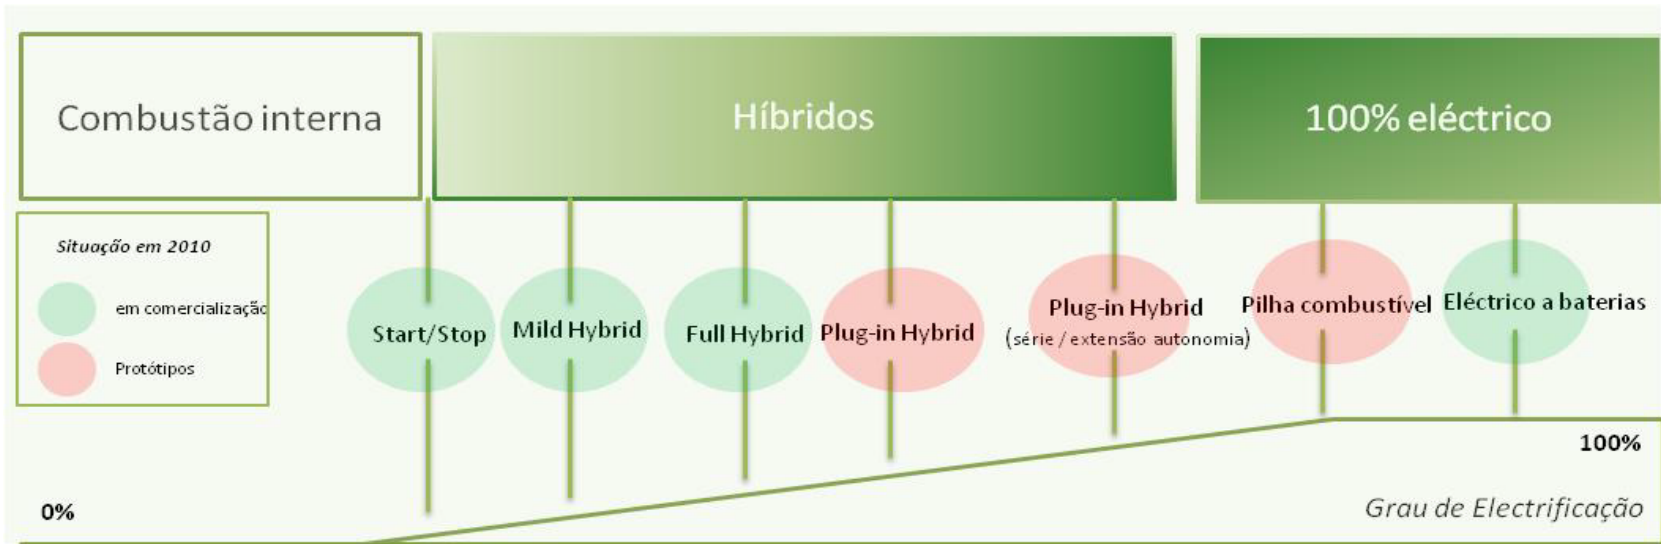 Combustão interna
Híbridos
100% eléctrico
Situação em 2010
em comercialização
Protótipos
Start/Stop
Mild Hybrid
Full Hybrid
Plug-in Hybrid
Plug-in Hybrid
(série / extensão autonomia)
Pilha combustível
Eléctrico a baterias
0%
100%
Grau de Electrificação